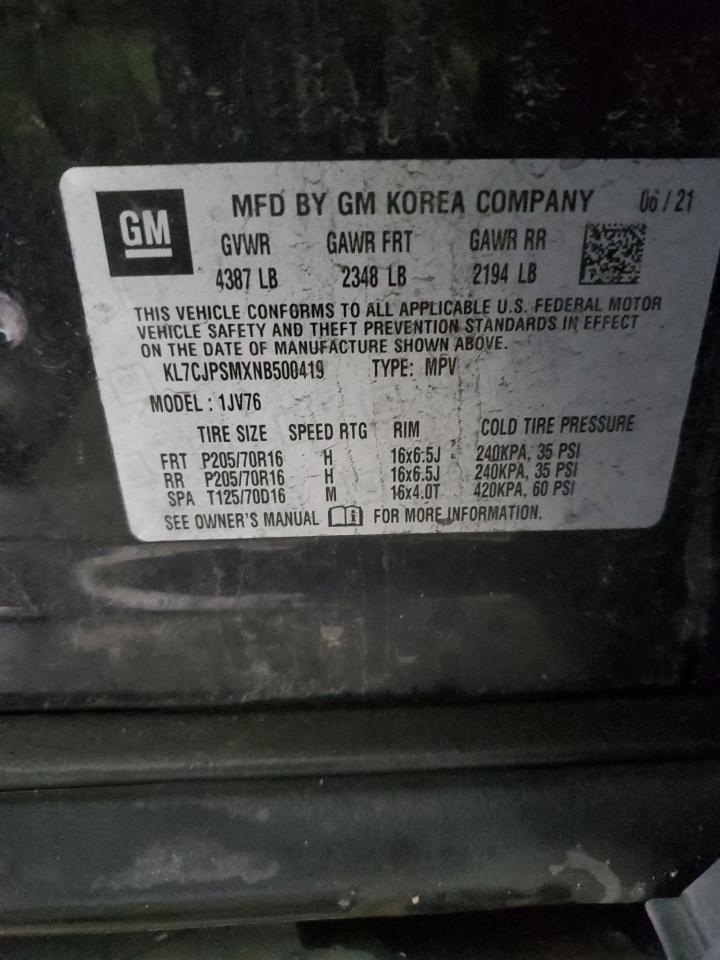 GM MFD BY GM KOREA COMPANY 06/21
GVWR GAWR FRT GAWR RR
4387 LB 2348 LB 2194 LB
THIS VEHICLE CONFORMS TO ALL APPLICABLE U.S. FEDERAL MOTOR
VEHICLE SAFETY AND THEFT PREVENTION STANDARDS IN EFFECT
ON THE DATE OF MANUFACTURE SHOWN ABOVE.
KL7CJPSMXNB500419 TYPE: MPV
MODEL : 1JV76
TIRE SIZE SPEED RTG RIM COLD TIRE PRESSURE
FRT P205/70R16 H 16x6.5J 240KPA, 35 PSI
RR P205/70R16 H 16x6.5J 240KPA, 35 PSI
SPA T125/70D16 M 16x4.0T 420KPA, 60 PSI
SEE OWNER'S MANUAL FOR MORE INFORMATION.